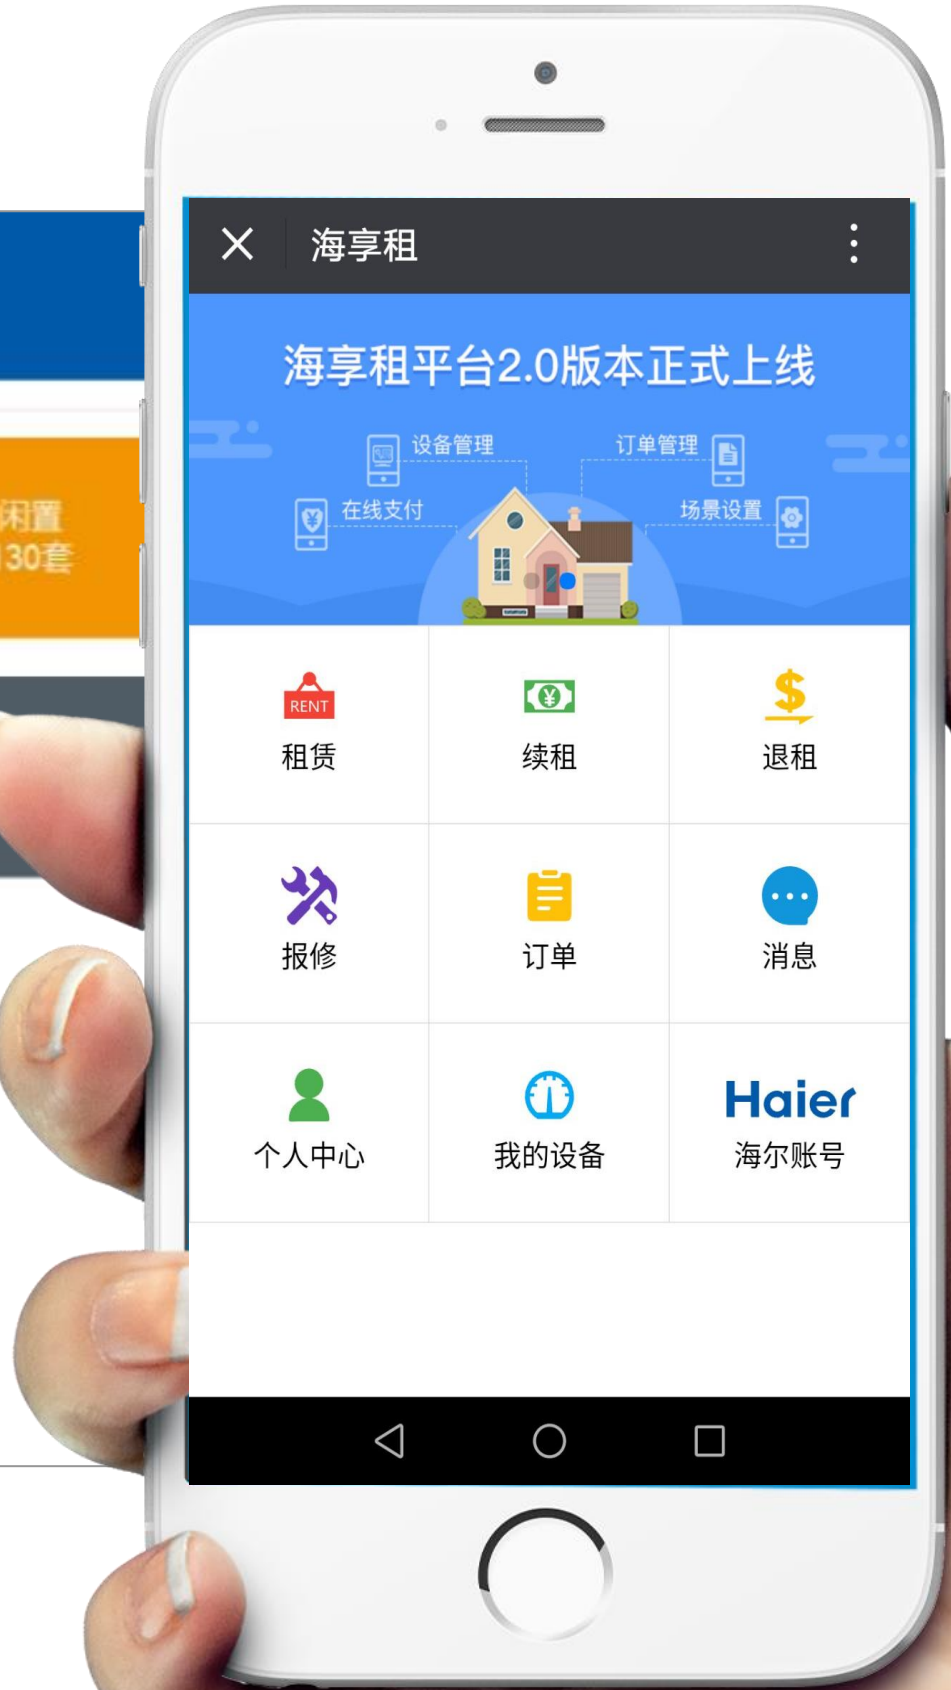 海享租
海享租平台2.0版本正式上线
设备管理
订单管理
在线支付
场景设置
闲置
130套
RENT
租赁
续租
退租
报修
订单
消息
个人中心
我的设备
Haier
海尔账号